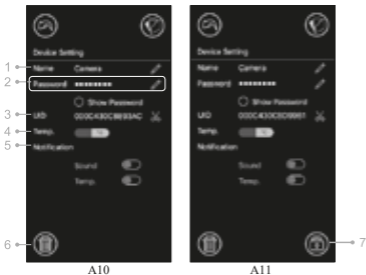 Device Setting
1 Name Camera
2 Password ********
Show Password
3 UID
4 Temp.
5 Notification
Sound
Temp.
6
A10
Device Setting
Name Camera
Password ********
Show Password
UID
Temp.
Notification
Sound
Temp.
7
A11